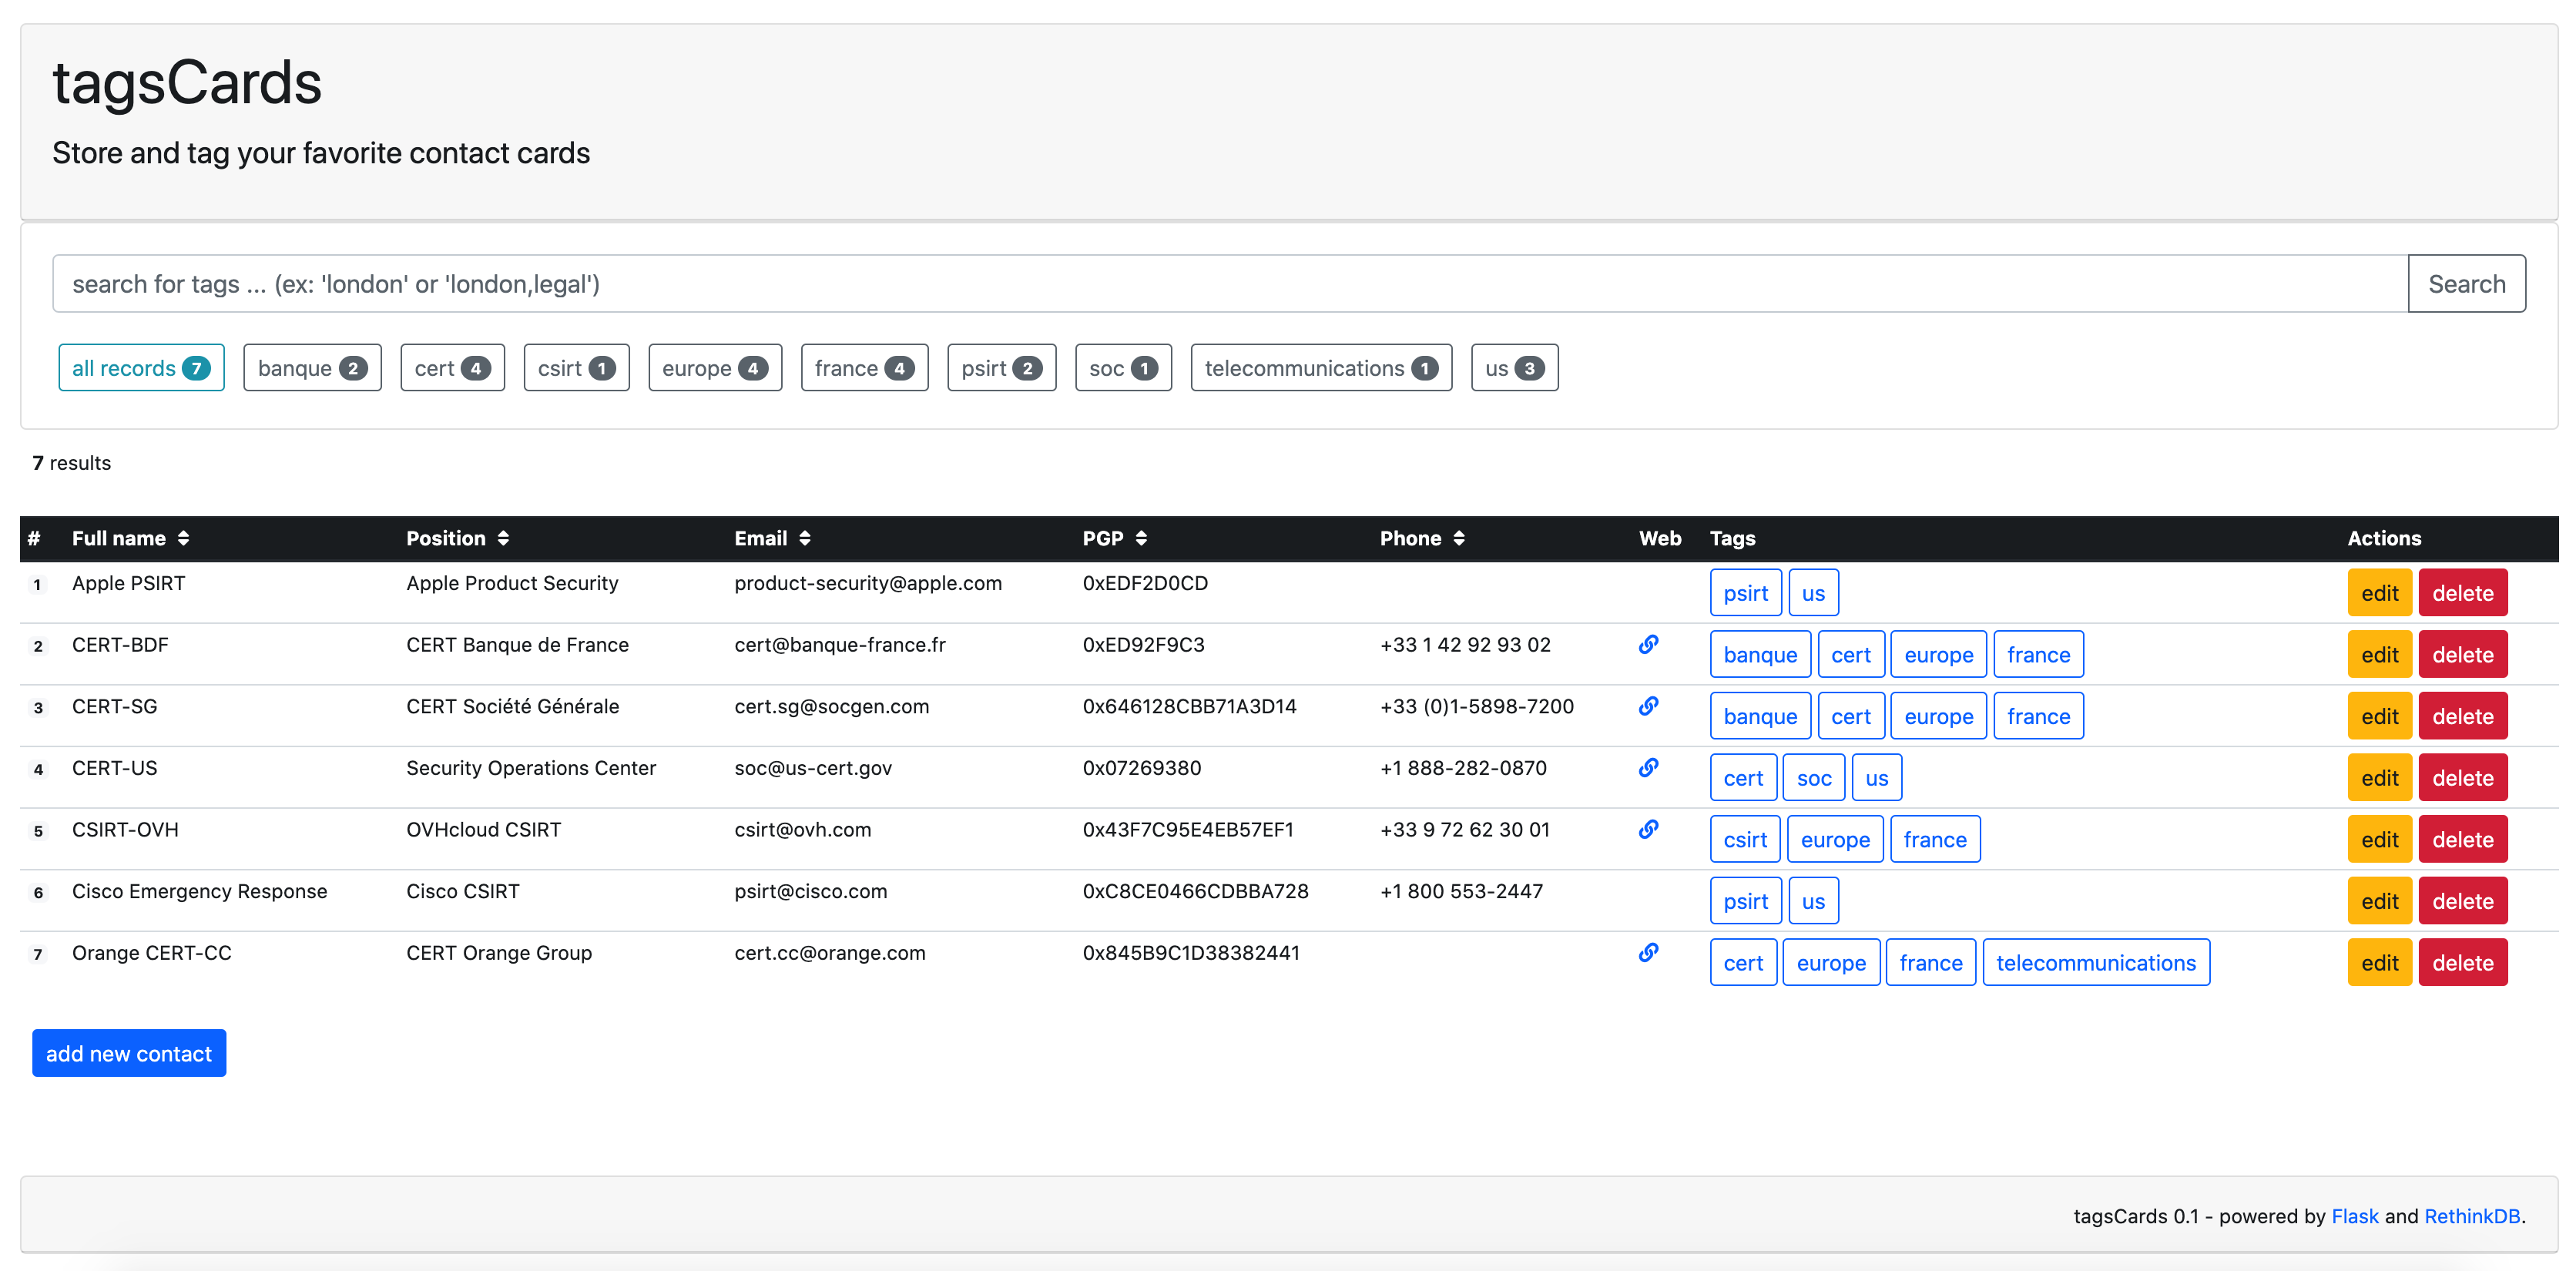 tagsCards
Store and tag your favorite contact cards
search for tags ... (ex: 'london' or 'london,legal') Search
all records 7 banque 2 cert 4 csirt 1 europe 4 france 4 psirt 2 soc 1 telecommunications 1 us 3
7 results
# Full name Position Email PGP Phone Web Tags Actions
1 Apple PSIRT Apple Product Security product-security@apple.com 0xEDF2D0CD psirt us edit delete
2 CERT-BDF CERT Banque de France cert@banque-france.fr 0xED92F9C3 +33 1 42 92 93 02 banque cert europe france edit delete
3 CERT-SG CERT Société Générale cert.sg@socgen.com 0x646128CBB71A3D14 +33 (0)1-5898-7200 banque cert europe france edit delete
4 CERT-US Security Operations Center soc@us-cert.gov 0x07269380 +1 888-282-0870 cert soc us edit delete
5 CSIRT-OVH OVHcloud CSIRT csirt@ovh.com 0x43F7C95E4EB57EF1 +33 9 72 62 30 01 csirt europe france edit delete
6 Cisco Emergency Response Cisco CSIRT psirt@cisco.com 0xC8CE0466CDBBA728 +1 800 553-2447 psirt us edit delete
7 Orange CERT-CC CERT Orange Group cert.cc@orange.com 0x845B9C1D38382441 cert europe france telecommunications edit delete
add new contact
tagsCards 0.1 - powered by Flask and RethinkDB.